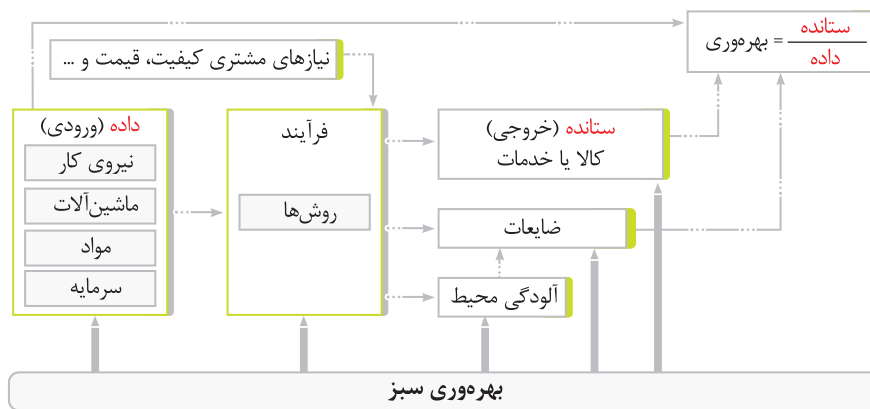 بهره‌وری = ستانده
داده
نیازهای مشتری کیفیت، قیمت و ...
داده (ورودی)
نیروی کار
ماشین‌آلات
مواد
سرمایه
فرآیند
روش‌ها
ستانده (خروجی)
کالا یا خدمات
ضایعات
آلودگی محیط
بهره‌وری سبز